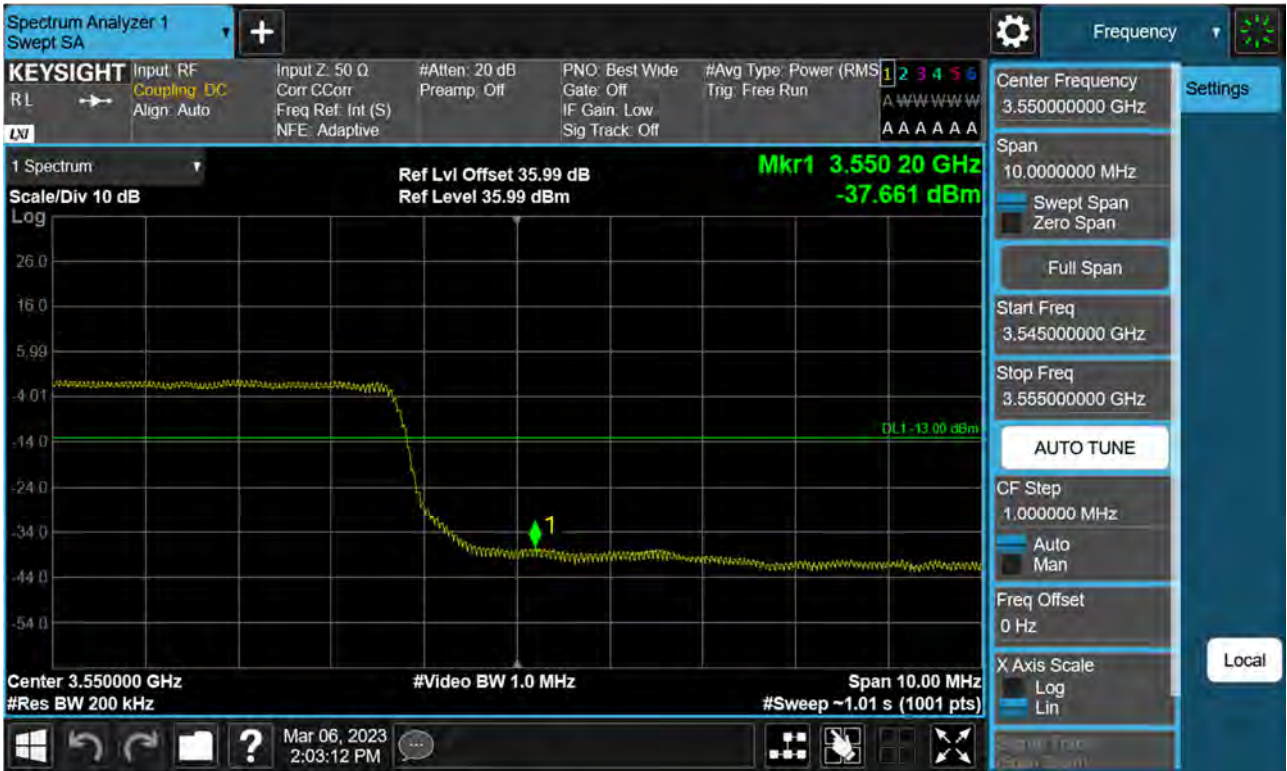 Spectrum Analyzer 1
Swept SA
Frequency
KEYSIGHT
RL
LXI
Input: RF
Coupling: DC
Align: Auto
Input Z: 50 Ω
Corr CCorr
Freq Ref: Int (S)
NFE: Adaptive
#Atten: 20 dB
Preamp: Off
PNO: Best Wide
Gate: Off
IF Gain: Low
Sig Track: Off
#Avg Type: Power (RMS
Trig: Free Run
1 2 3 4 5 6
A W W W W W
A A A A A A
1 Spectrum
Scale/Div 10 dB
Ref Lvl Offset 35.99 dB
Ref Level 35.99 dBm
Mkr1 3.550 20 GHz
-37.661 dBm
Log
26.0
16.0
5.99
-4.01
-14.0
-24.0
-34.0
-44.0
-54.0
DL1 -13.00 dBm
1
Center 3.550000 GHz
#Res BW 200 kHz
#Video BW 1.0 MHz
Span 10.00 MHz
#Sweep ~1.01 s (1001 pts)
Center Frequency
3.550000000 GHz
Settings
Span
10.0000000 MHz
Swept Span
Zero Span
Full Span
Start Freq
3.545000000 GHz
Stop Freq
3.555000000 GHz
AUTO TUNE
CF Step
1.000000 MHz
Auto
Man
Freq Offset
0 Hz
X Axis Scale
Log
Lin
Local
?
Mar 06, 2023
2:03:12 PM